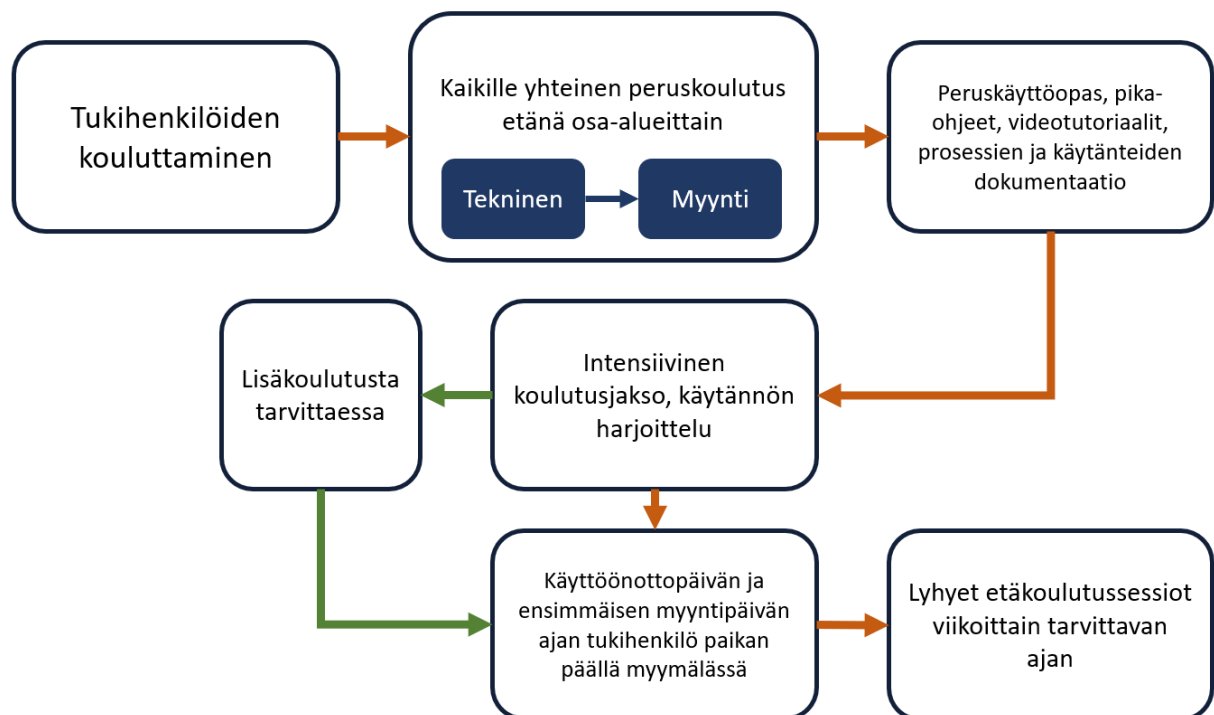 Tukihenkilöiden
kouluttaminen
Kaikille yhteinen peruskoulutus
etänä osa-alueittain
Tekninen
Myynti
Peruskäyttöopas, pika-
ohjeet, videotutoriaalit,
prosessien ja käytänteiden
dokumentaatio
Lisäkoulutusta
tarvittaessa
Intensiivinen
koulutusjakso, käytännön
harjoittelu
Käyttöönottopäivän ja
ensimmäisen myyntipäivän
ajan tukihenkilö paikan
päällä myymälässä
Lyhyet etäkoulutussessiot
viikoittain tarvittavan
ajan